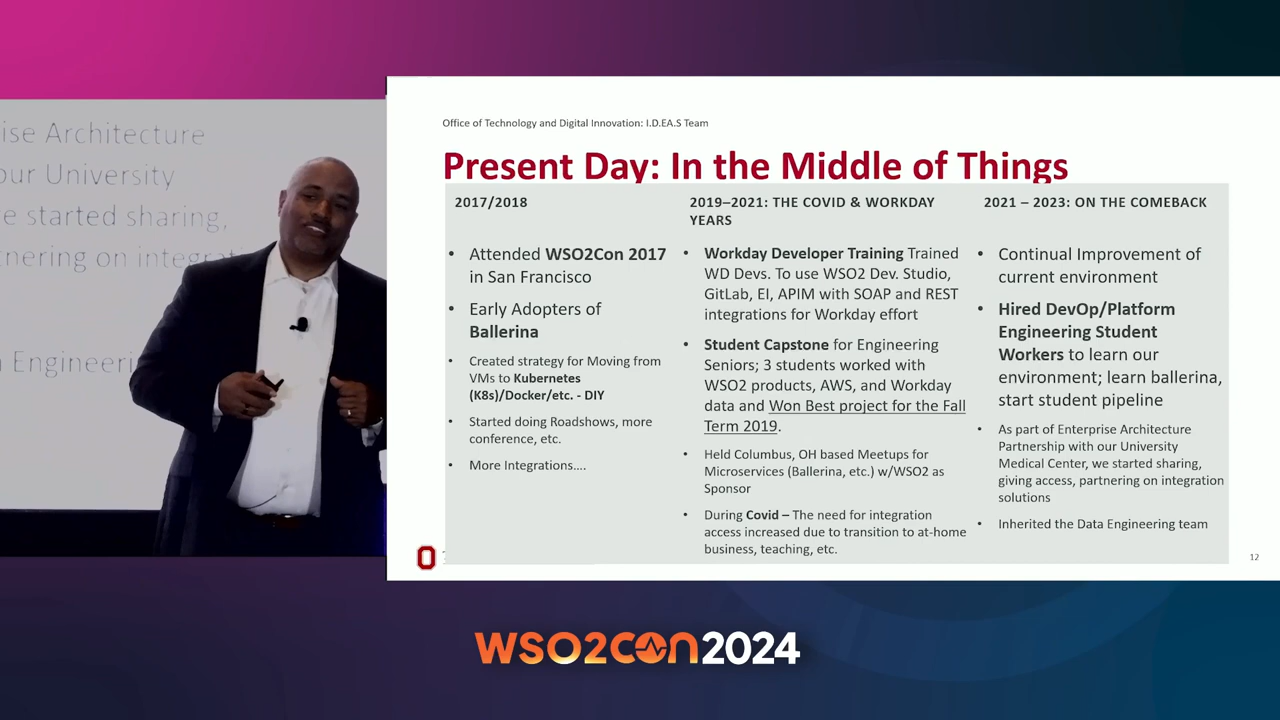 ise Architecture
our University
e started sharing,
tnering on integrati
Engineeri
Office of Technology and Digital Innovation: I.D.EA.S Team
Present Day: In the Middle of Things
2017/2018
• Attended WSO2Con 2017
in San Francisco
• Early Adopters of
Ballerina
• Created strategy for Moving from
VMs to Kubernetes
(K8s)/Docker/etc. - DIY
• Started doing Roadshows, more
conference, etc.
• More Integrations....
2019–2021: THE COVID & WORKDAY
YEARS
• Workday Developer Training Trained
WD Devs. To use WSO2 Dev. Studio,
GitLab, EI, APIM with SOAP and REST
integrations for Workday effort
• Student Capstone for Engineering
Seniors; 3 students worked with
WSO2 products, AWS, and Workday
data and Won Best project for the Fall
Term 2019.
• Held Columbus, OH based Meetups for
Microservices (Ballerina, etc.) w/WSO2 as
Sponsor
• During Covid – The need for integration
access increased due to transition to at-home
business, teaching, etc.
2021 – 2023: ON THE COMEBACK
• Continual Improvement of
current environment
• Hired DevOp/Platform
Engineering Student
Workers to learn our
environment; learn ballerina,
start student pipeline
• As part of Enterprise Architecture
Partnership with our University
Medical Center, we started sharing,
giving access, partnering on integration
solutions
• Inherited the Data Engineering team
O
12
WSO2CON2024